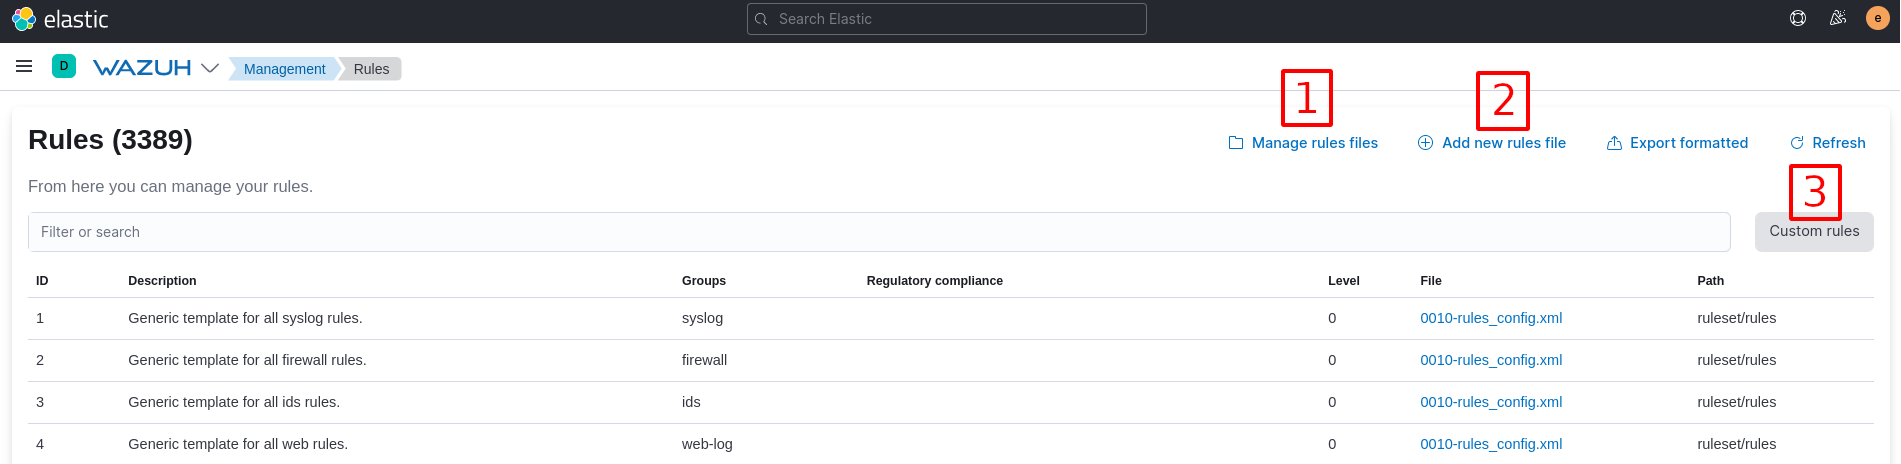 elastic
Search Elastic
e
D
WAZUH
Management
Rules
1
2
Rules (3389)
Manage rules files
Add new rules file
Export formatted
Refresh
From here you can manage your rules.
3
Filter or search
Custom rules
ID Description Groups Regulatory compliance Level File Path
1 Generic template for all syslog rules. syslog 0 0010-rules_config.xml ruleset/rules
2 Generic template for all firewall rules. firewall 0 0010-rules_config.xml ruleset/rules
3 Generic template for all ids rules. ids 0 0010-rules_config.xml ruleset/rules
4 Generic template for all web rules. web-log 0 0010-rules_config.xml ruleset/rules